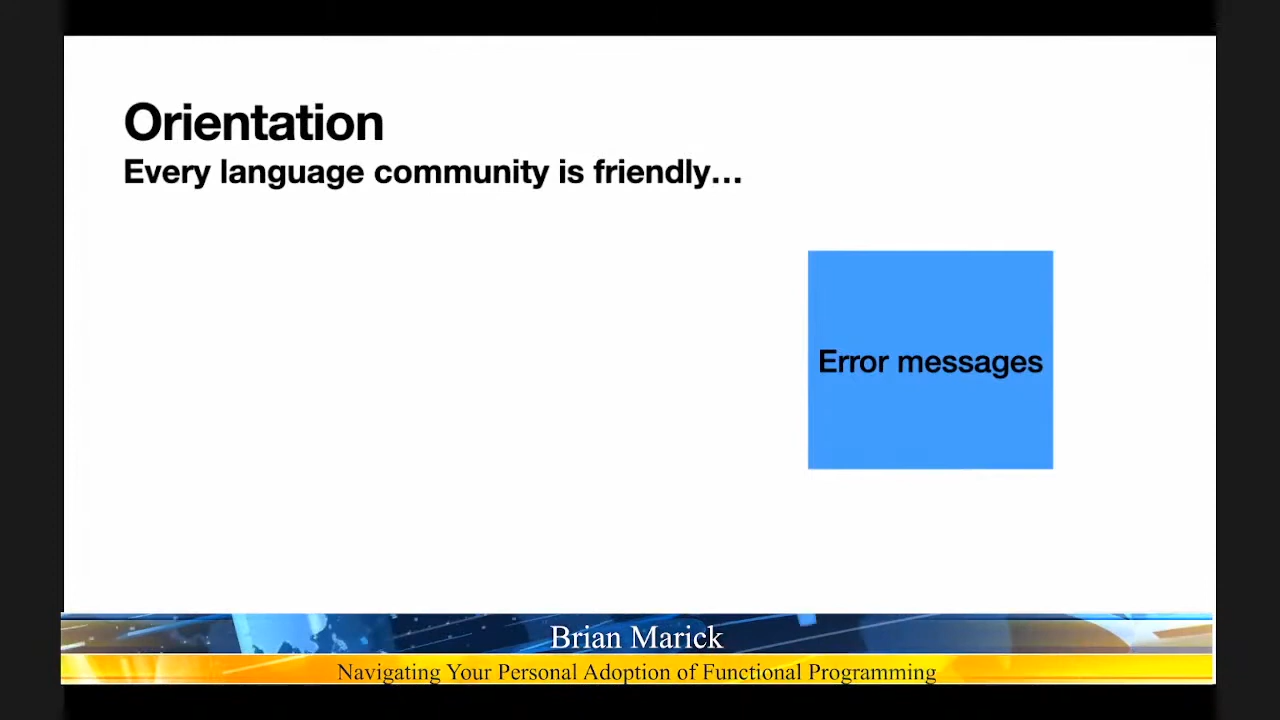 Orientation
Every language community is friendly…
Error messages
Brian Marick
Navigating Your Personal Adoption of Functional Programming